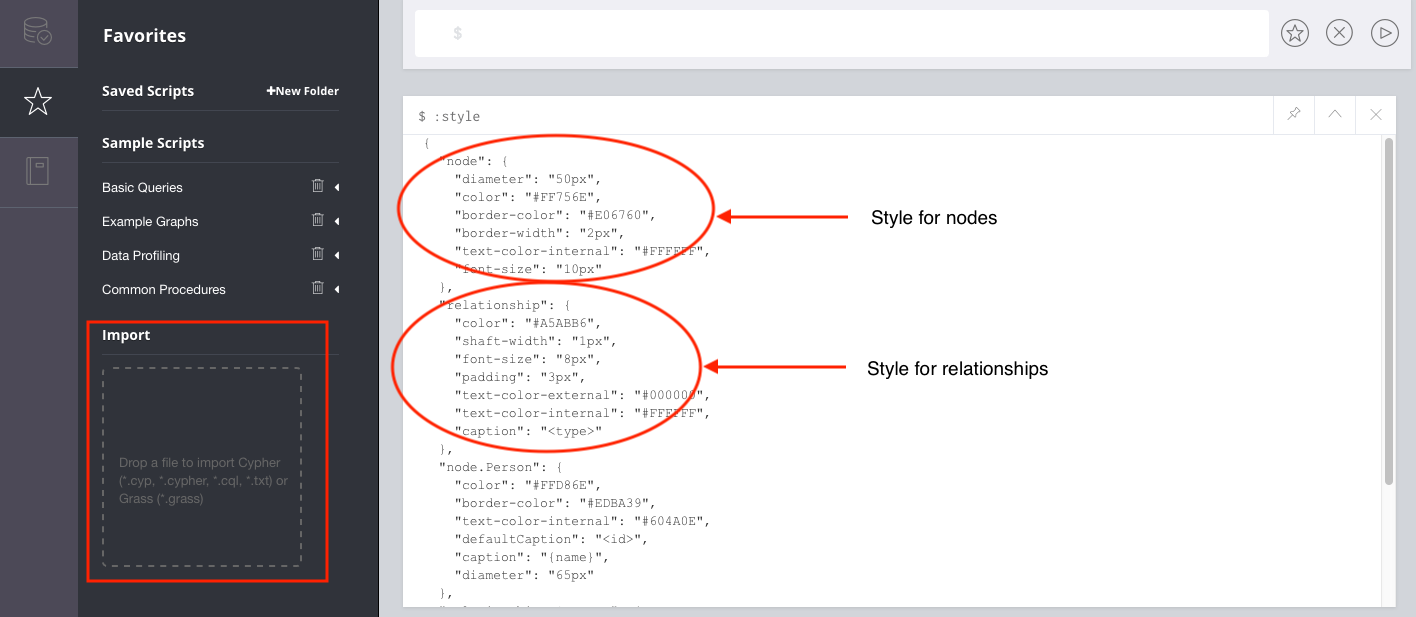 Favorites
Saved Scripts
+New Folder
Sample Scripts
Basic Queries
Example Graphs
Data Profiling
Common Procedures
Import
Drop a file to import Cypher
(*.cyp, *.cypher, *.cql, *.txt) or
Grass (*.grass)
$
$ :style
{
"node": {
"diameter": "50px",
"color": "#FF756E",
"border-color": "#E06760",
"border-width": "2px",
"text-color-internal": "#FFFFFF",
"font-size": "10px"
},
"relationship": {
"color": "#A5ABB6",
"shaft-width": "1px",
"font-size": "8px",
"padding": "3px",
"text-color-external": "#000000",
"text-color-internal": "#FFFFFF",
"caption": "<type>"
},
"node.Person": {
"color": "#FFD86E",
"border-color": "#EDBA39",
"text-color-internal": "#604A0E",
"defaultCaption": "<id>",
"caption": "{name}",
"diameter": "65px"
},
Style for nodes
Style for relationships